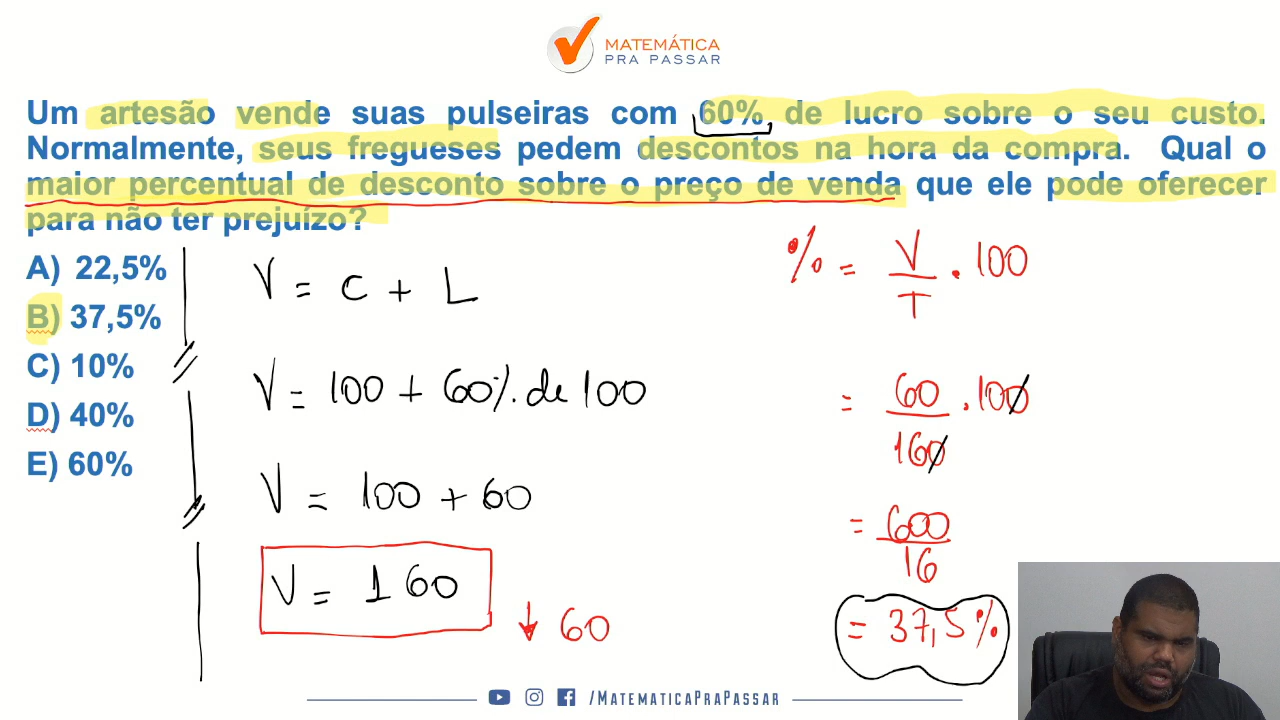 MATEMÁTICA
PRA PASSAR
Um artesão vende suas pulseiras com 60% de lucro sobre o seu custo.
Normalmente, seus fregueses pedem descontos na hora da compra. Qual o
maior percentual de desconto sobre o preço de venda que ele pode oferecer
para não ter prejuízo?
A) 22,5%
B) 37,5%
C) 10%
D) 40%
E) 60%
V = C + L
V = 100 + 60% de 100
V = 100 + 60
V = 160
↓ 60
% = V/T . 100
= 60/160 . 100
= 600/16
= 37,5%
/MATEMATICAPRAPASSAR